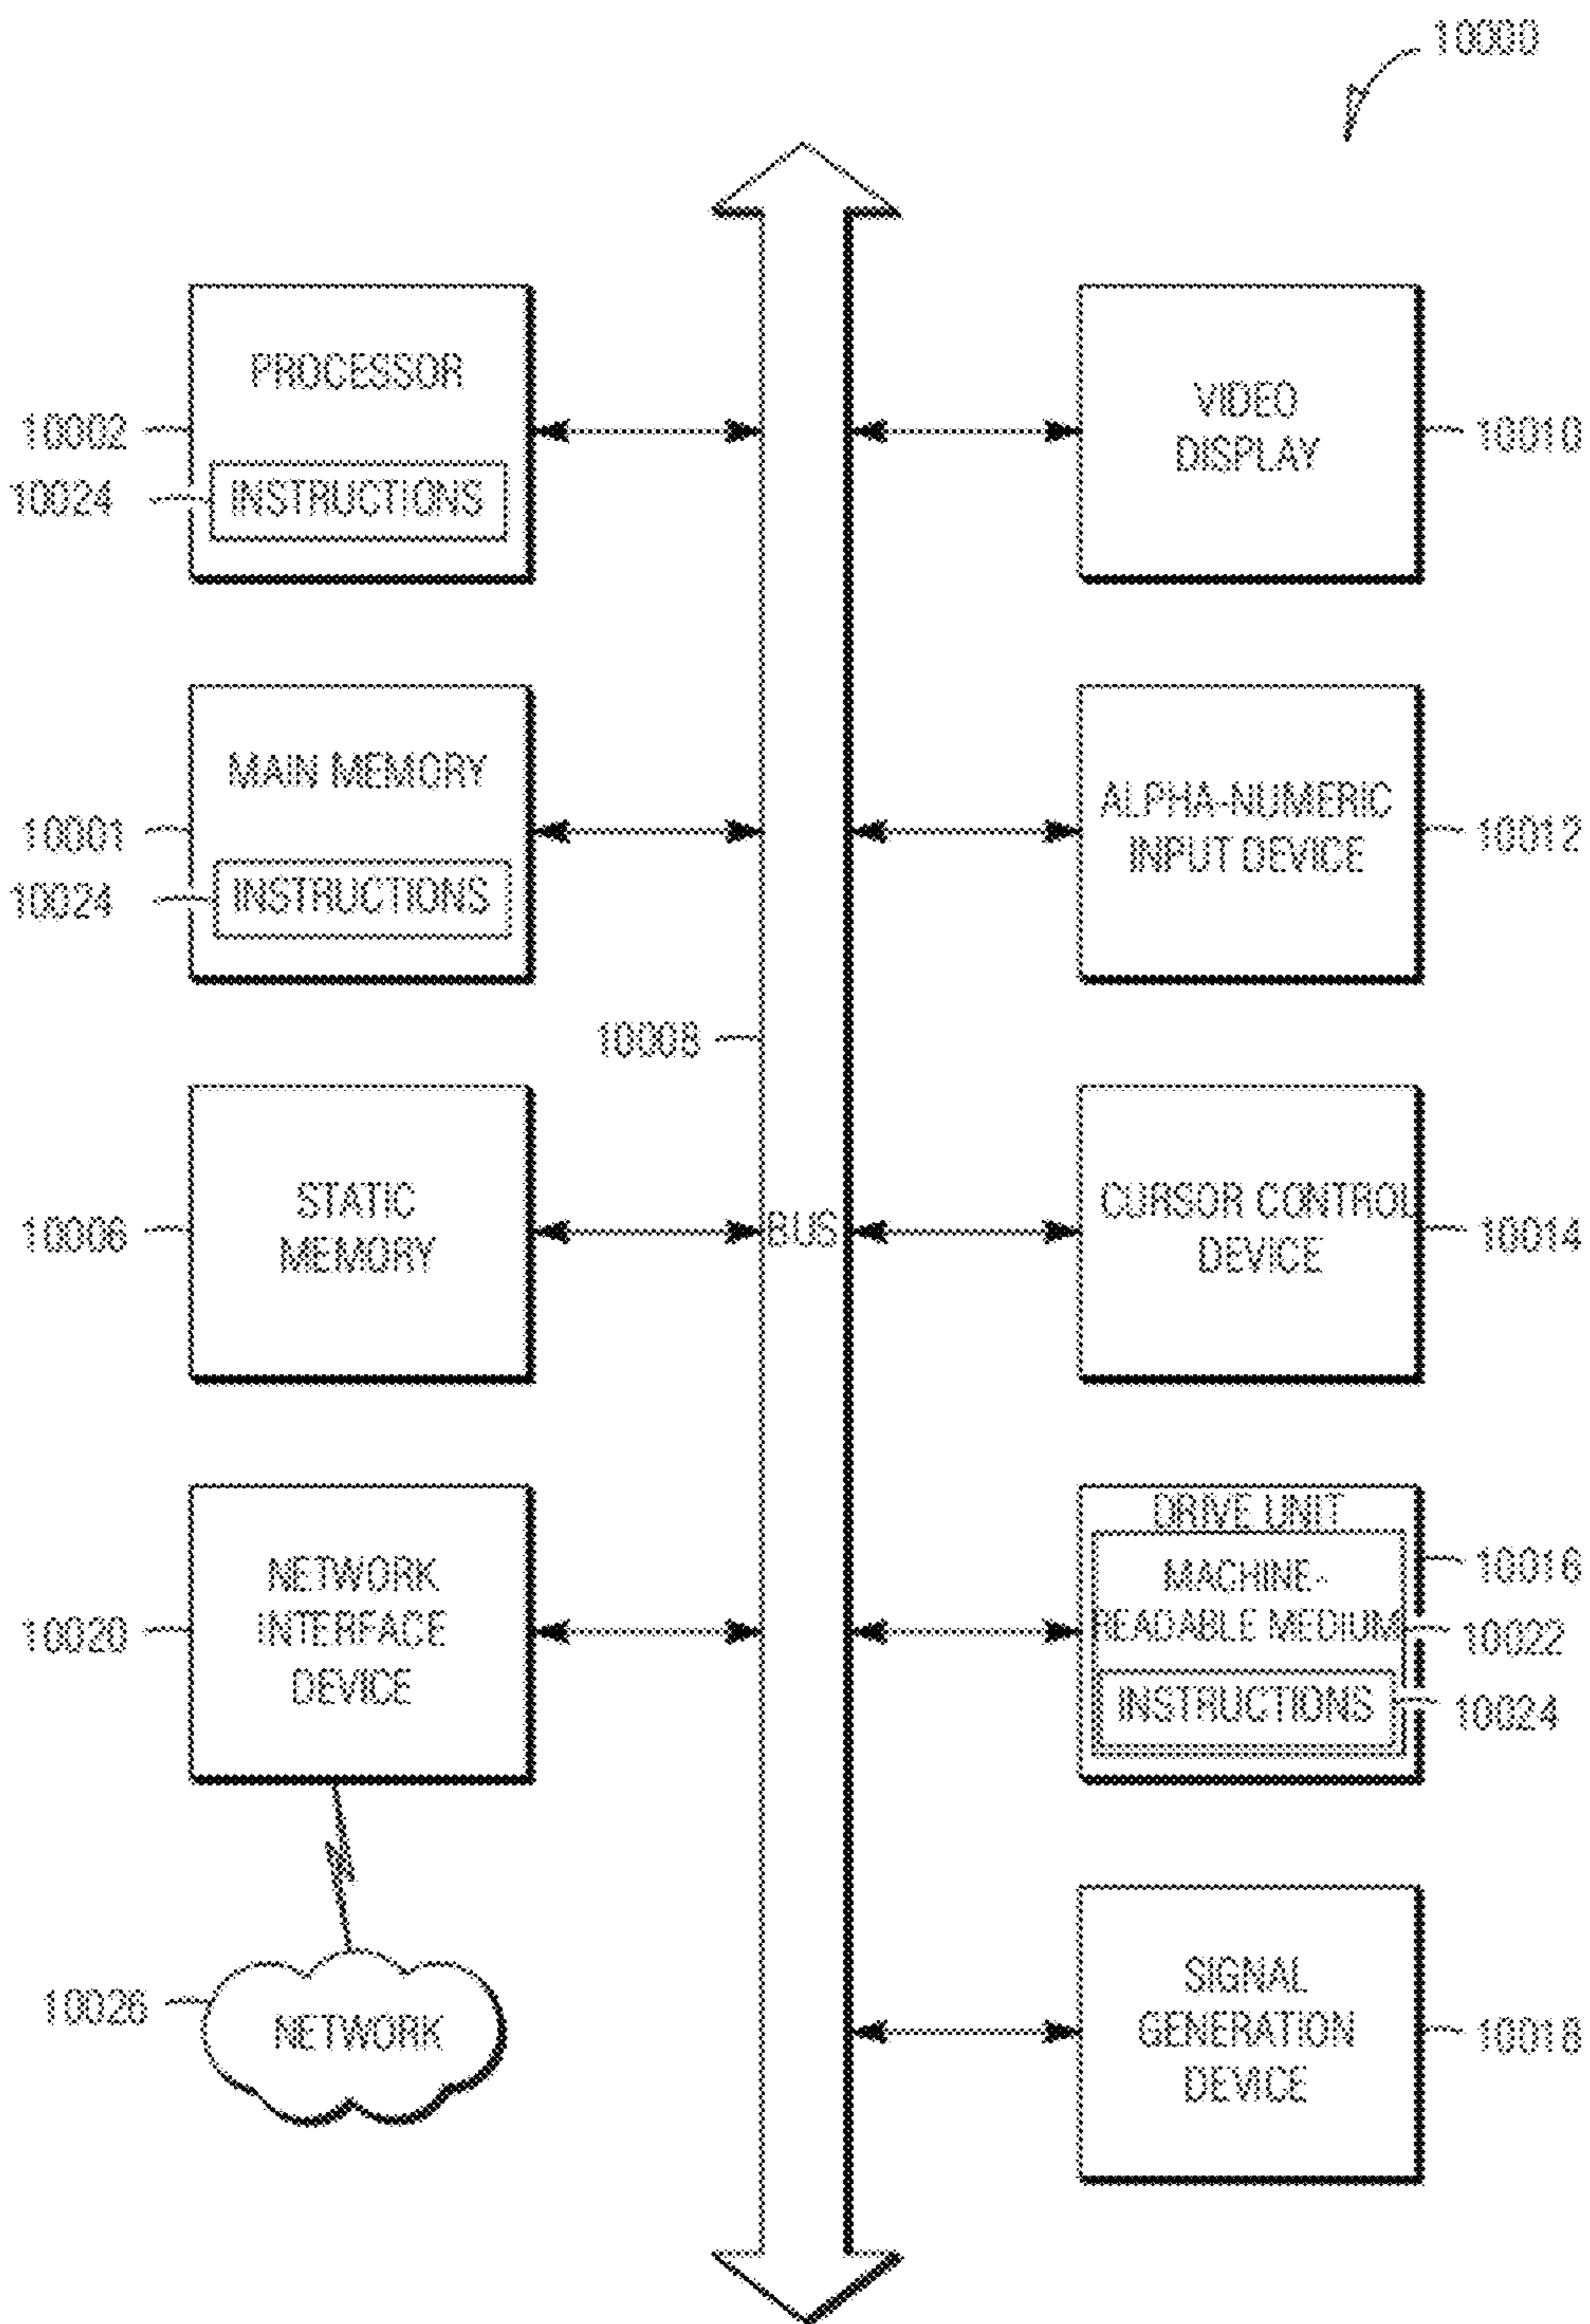 10000
PROCESSOR
10002
10024
INSTRUCTIONS
VIDEO
DISPLAY
10010
MAIN MEMORY
10001
10024
INSTRUCTIONS
ALPHA-NUMERIC
INPUT DEVICE
10012
10008
STATIC
MEMORY
10006
BUS
CURSOR CONTROL
DEVICE
10014
NETWORK
INTERFACE
DEVICE
10020
DRIVE UNIT
MACHINE-
READABLE MEDIUM
INSTRUCTIONS
10016
10022
10024
10026
NETWORK
SIGNAL
GENERATION
DEVICE
10018